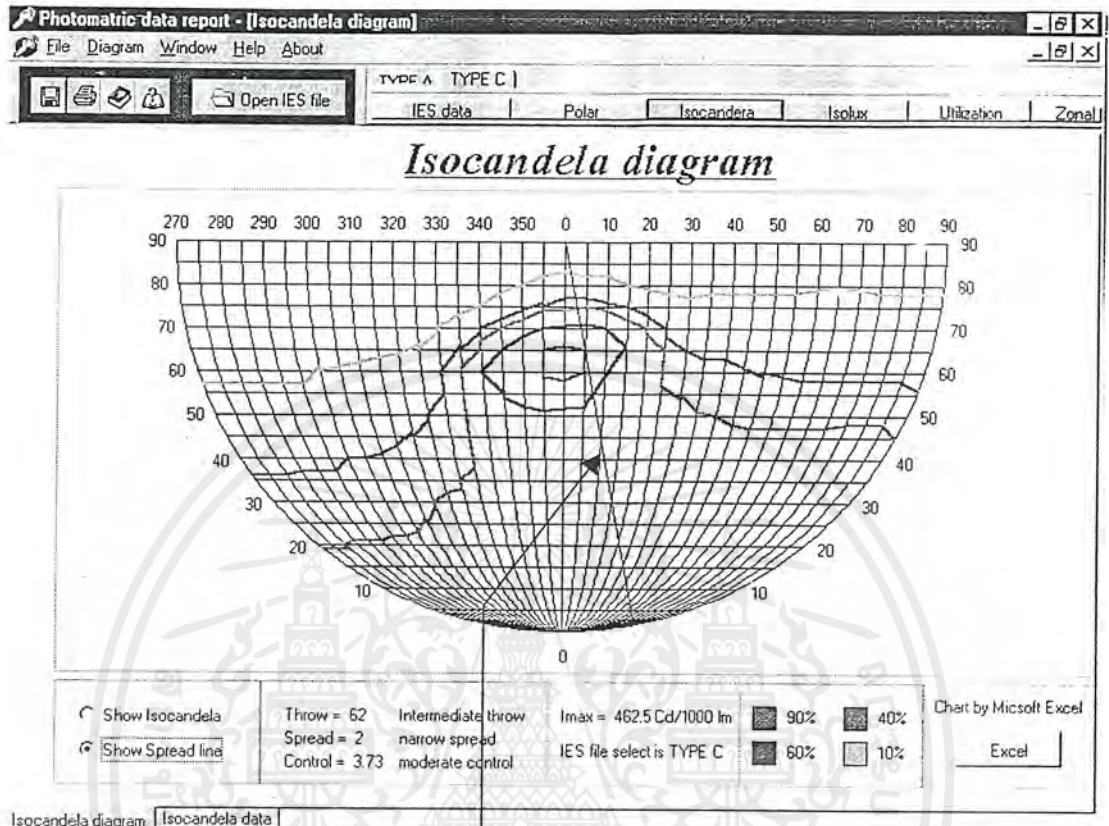 Photomatric data report - [Isocandela diagram]
File Diagram Window Help About
Open IES file
TYPE A TYPE C
IES data Polar Isocandera Isolux Utilization Zonal
Isocandela diagram
270 280 290 300 310 320 330 340 350 0 10 20 30 40 50 60 70 80 90
90 90
80 80
70 70
60 60
50 50
40 40
30 30
20 20
10 10
0
Show Isocandela
Show Spread line
Throw = 62 Intermediate throw
Spread = 2 narrow spread
Control = 3.73 moderate control
Imax = 462.5 Cd/1000 lm
IES file select is TYPE C
90% 40%
60% 10%
Chart by Micsoft Excel
Excel
Isocandela diagram Isocandela data